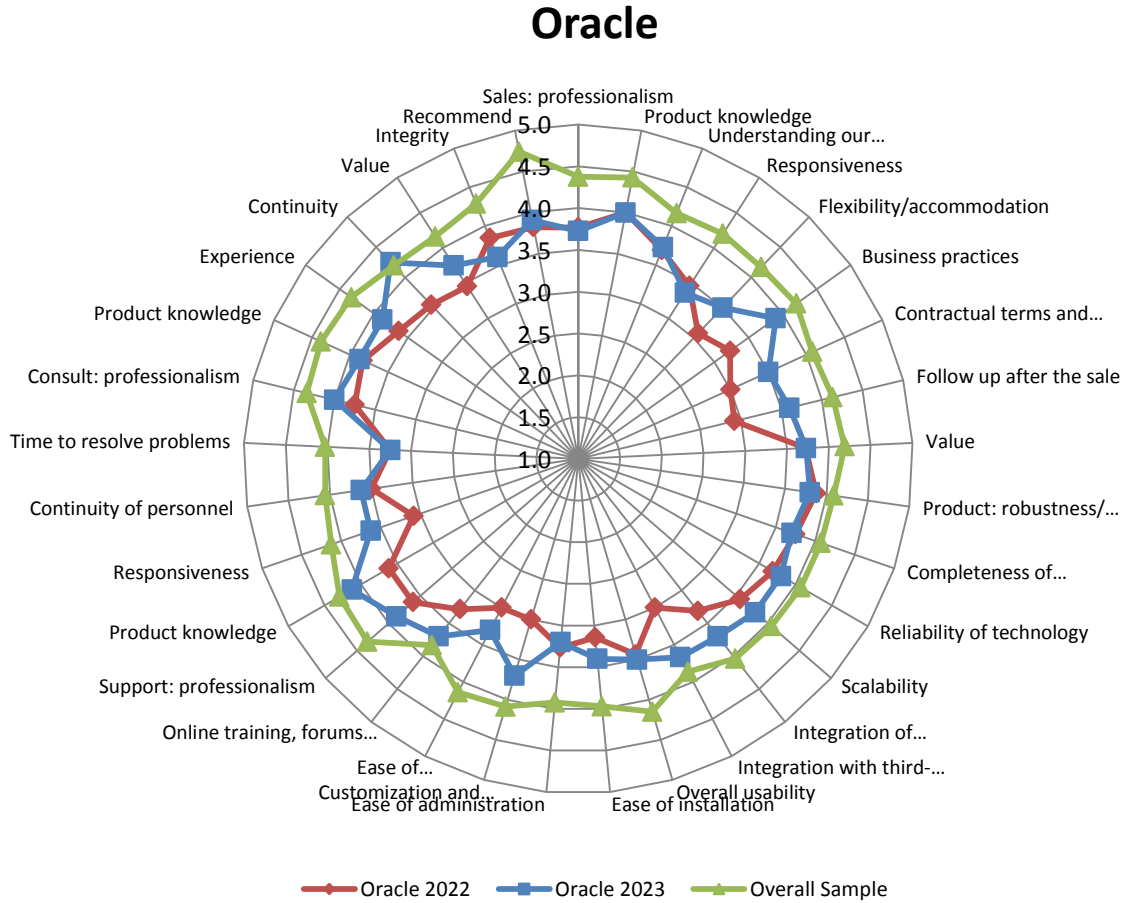 Oracle
Sales: professionalism
Product knowledge
Understanding our...
Responsiveness
Flexibility/accommodation
Business practices
Contractual terms and...
Follow up after the sale
Value
Product: robustness/...
Completeness of...
Reliability of technology
Scalability
Integration of...
Integration with third-...
Overall usability
Ease of installation
Ease of administration
Customization and...
Ease of...
Online training, forums...
Support: professionalism
Product knowledge
Responsiveness
Continuity of personnel
Time to resolve problems
Consult: professionalism
Product knowledge
Experience
Continuity
Value
Integrity
Recommend
5.0
4.5
4.0
3.5
3.0
2.5
2.0
1.5
1.0
Oracle 2022
Oracle 2023
Overall Sample